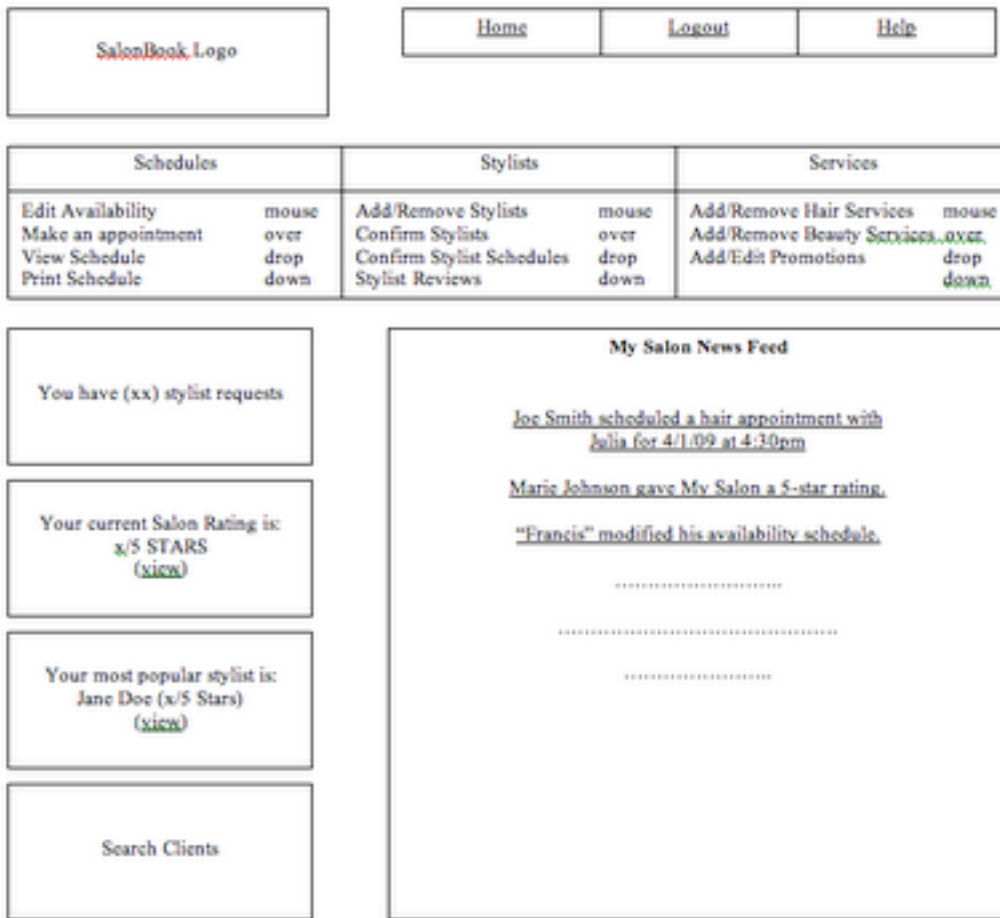 SalonBook Logo
Home Logout Help
Schedules Stylists Services
Edit Availability mouse Add/Remove Stylists mouse Add/Remove Hair Services mouse
Make an appointment over Confirm Stylists over Add/Remove Beauty Services over
View Schedule drop Confirm Stylist Schedules drop Add/Edit Promotions drop
Print Schedule down Stylist Reviews down down
You have (xx) stylist requests
Your current Salon Rating is:
x/5 STARS
(view)
Your most popular stylist is:
Jane Doe (x/5 Stars)
(view)
Search Clients
My Salon News Feed
Joe Smith scheduled a hair appointment with
Julia for 4/1/09 at 4:30pm
Marie Johnson gave My Salon a 5-star rating.
“Francis” modified his availability schedule.
..........................
............................................
.......................